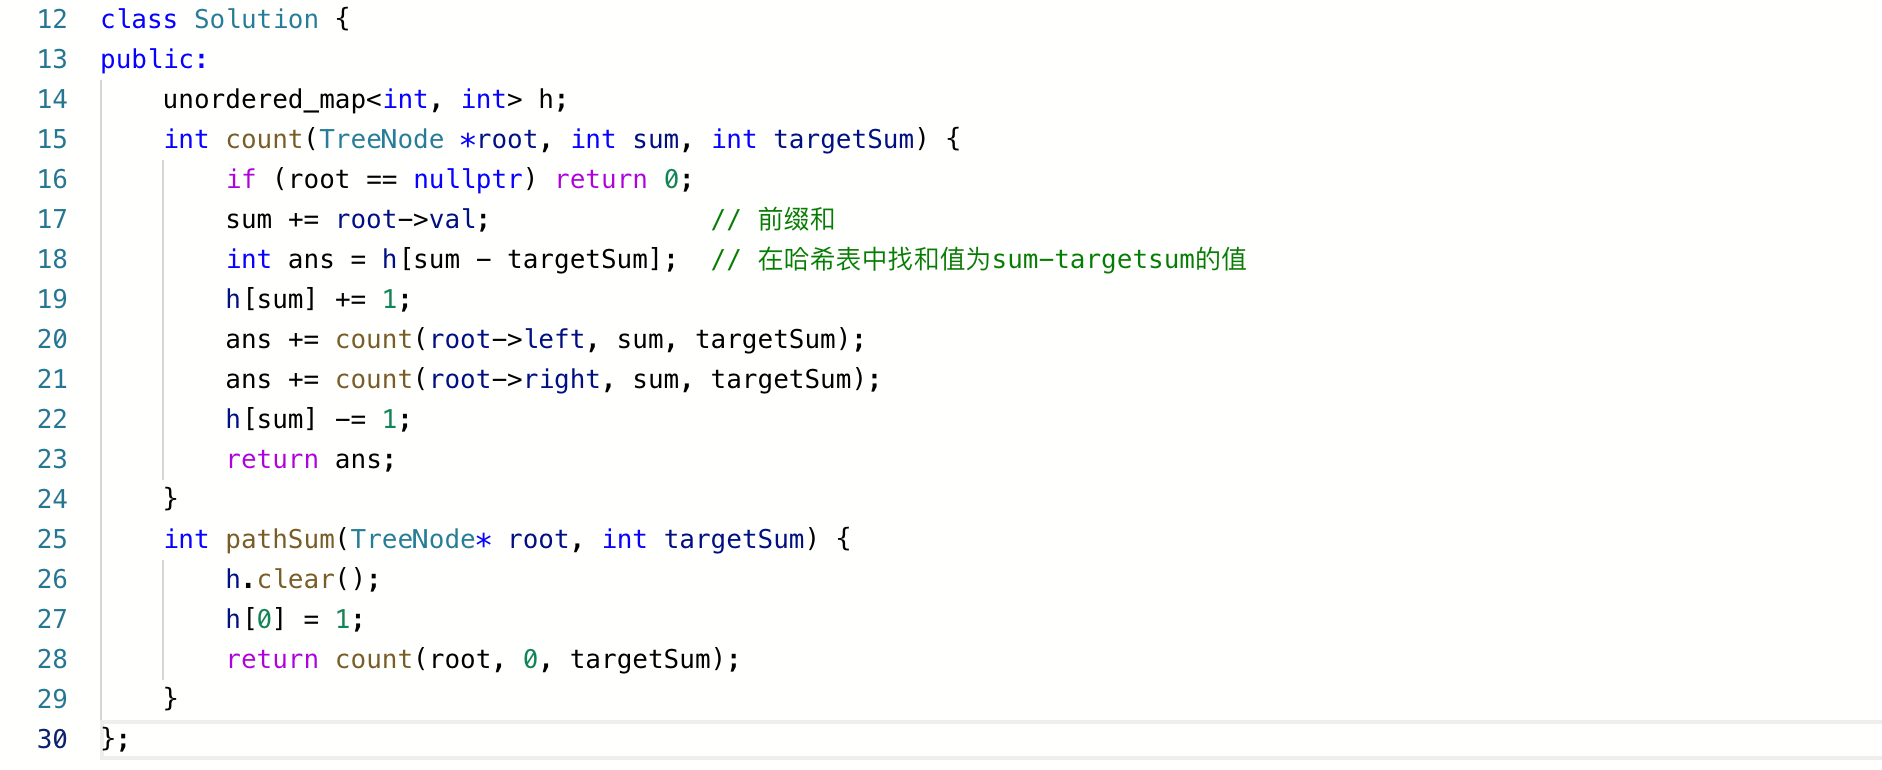 12 class Solution {
13 public:
14     unordered_map<int, int> h;
15     int count(TreeNode *root, int sum, int targetSum) {
16         if (root == nullptr) return 0;
17         sum += root->val;              // 前缀和
18         int ans = h[sum - targetSum];  // 在哈希表中找和值为sum-targetsum的值
19         h[sum] += 1;
20         ans += count(root->left, sum, targetSum);
21         ans += count(root->right, sum, targetSum);
22         h[sum] -= 1;
23         return ans;
24     }
25     int pathSum(TreeNode* root, int targetSum) {
26         h.clear();
27         h[0] = 1;
28         return count(root, 0, targetSum);
29     }
30 };